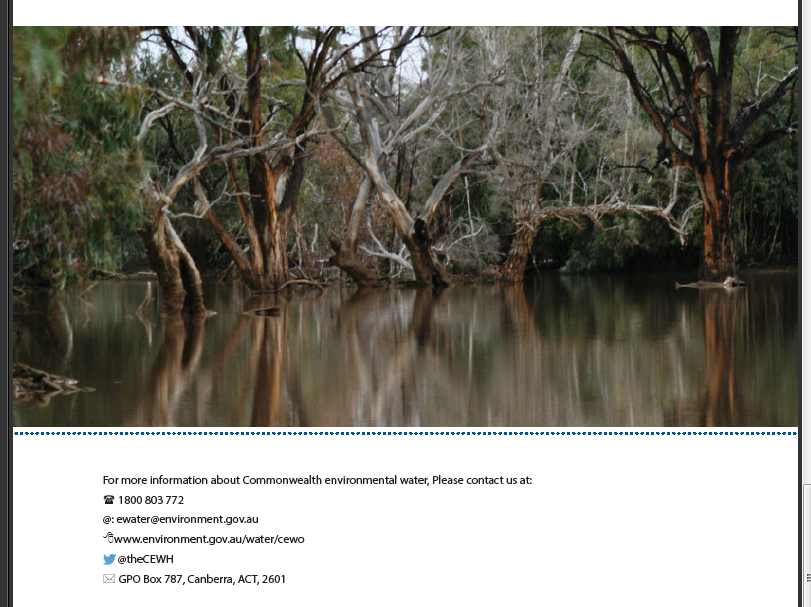 For more information about Commonwealth environmental water, Please contact us at:
☎ 1800 803 772
@: ewater@environment.gov.au
www.environment.gov.au/water/cewo
@theCEWH
✉ GPO Box 787, Canberra, ACT, 2601